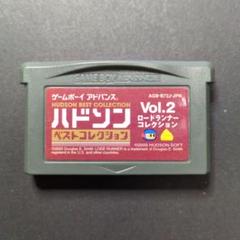 GAME BOY ADVANCE
ゲームボーイアドバンス
AGB-B72J-JPN
HUDSON BEST COLLECTION
ハドソン
ベストコレクション
Vol.2
ロードランナー
コレクション
©2005 HUDSON SOFT